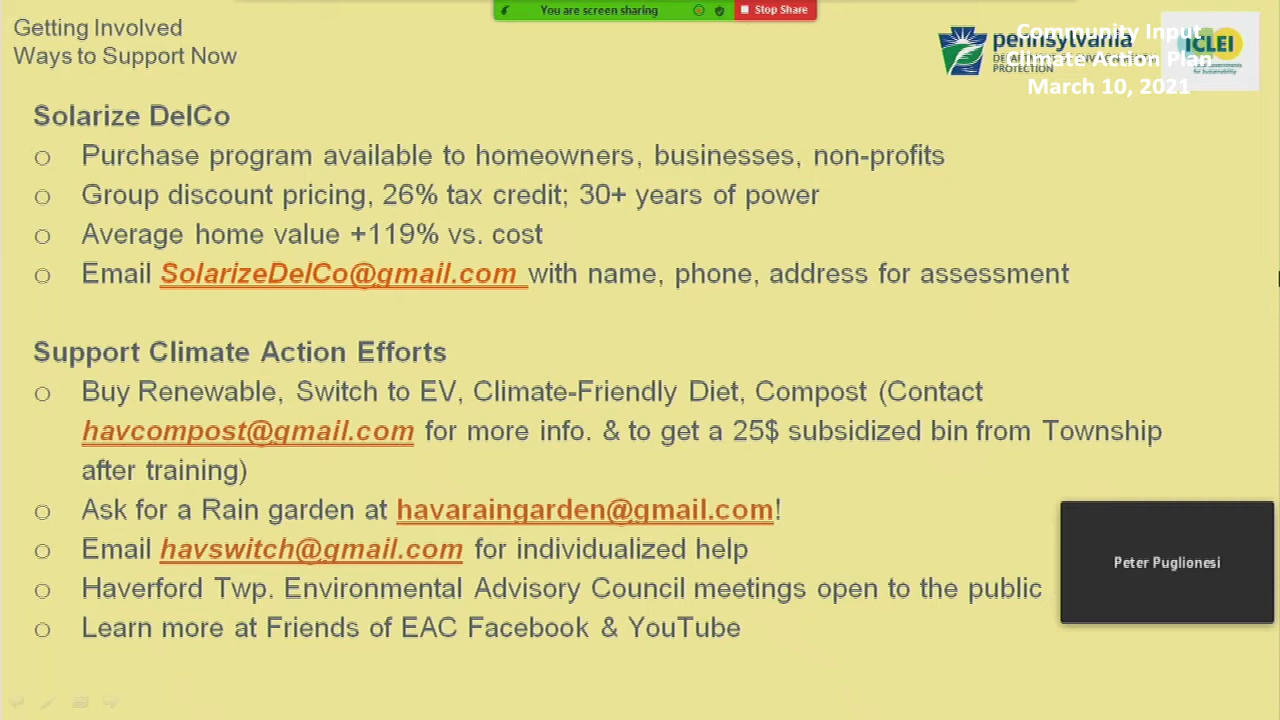 You are screen sharing
Stop Share
Getting Involved
Ways to Support Now
pennsylvania
PROTECTION
ICLEI
Community Input
Climate Action Plan
March 10, 2021
Solarize DelCo
Purchase program available to homeowners, businesses, non-profits
Group discount pricing, 26% tax credit; 30+ years of power
Average home value +119% vs. cost
Email SolarizeDelCo@gmail.com with name, phone, address for assessment
Support Climate Action Efforts
Buy Renewable, Switch to EV, Climate-Friendly Diet, Compost (Contact
havcompost@gmail.com for more info. & to get a 25$ subsidized bin from Township
after training)
Ask for a Rain garden at havaraingarden@gmail.com!
Email havswitch@gmail.com for individualized help
Haverford Twp. Environmental Advisory Council meetings open to the public
Learn more at Friends of EAC Facebook & YouTube
Peter Puglionesi